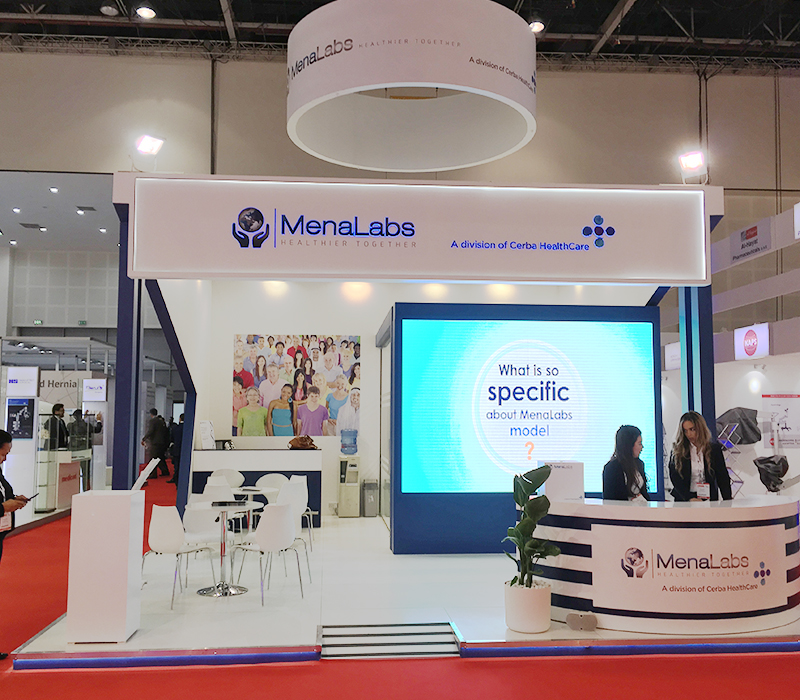 MenaLabs HEALTHIER TOGETHER
A division of Cerba HealthCare
MenaLabs
HEALTHIER TOGETHER
A division of Cerba HealthCare
What is so
specific
about MenaLabs
model
?
d Hernia
MenaLabs
HEALTHIER TOGETHER
A division of Cerba HealthCare